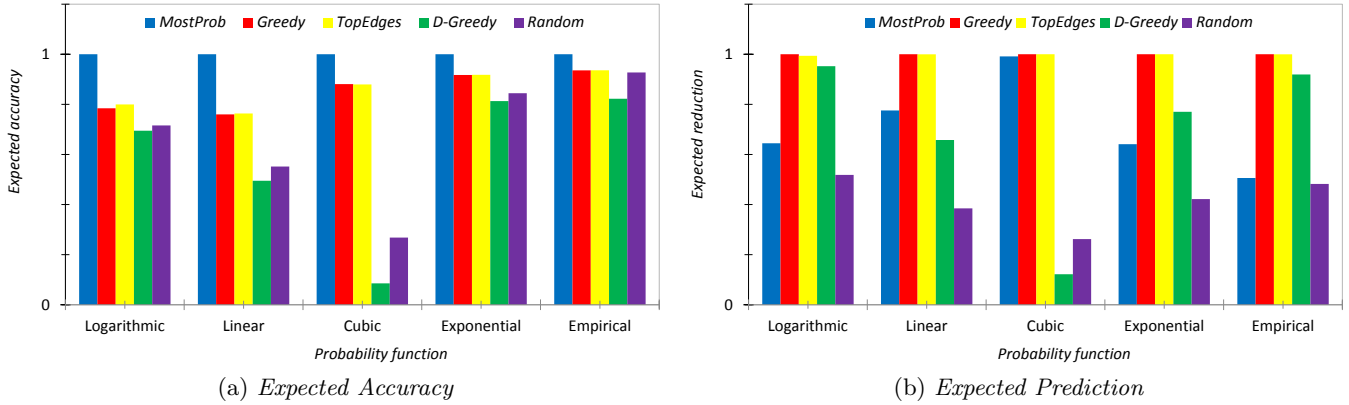 MostProb Greedy TopEdges D-Greedy Random
1
Expected accuracy
0
Logarithmic Linear Cubic Exponential Empirical
Probability function
(a) Expected Accuracy
MostProb Greedy TopEdges D-Greedy Random
1
Expected reduction
0
Logarithmic Linear Cubic Exponential Empirical
Probability function
(b) Expected Prediction